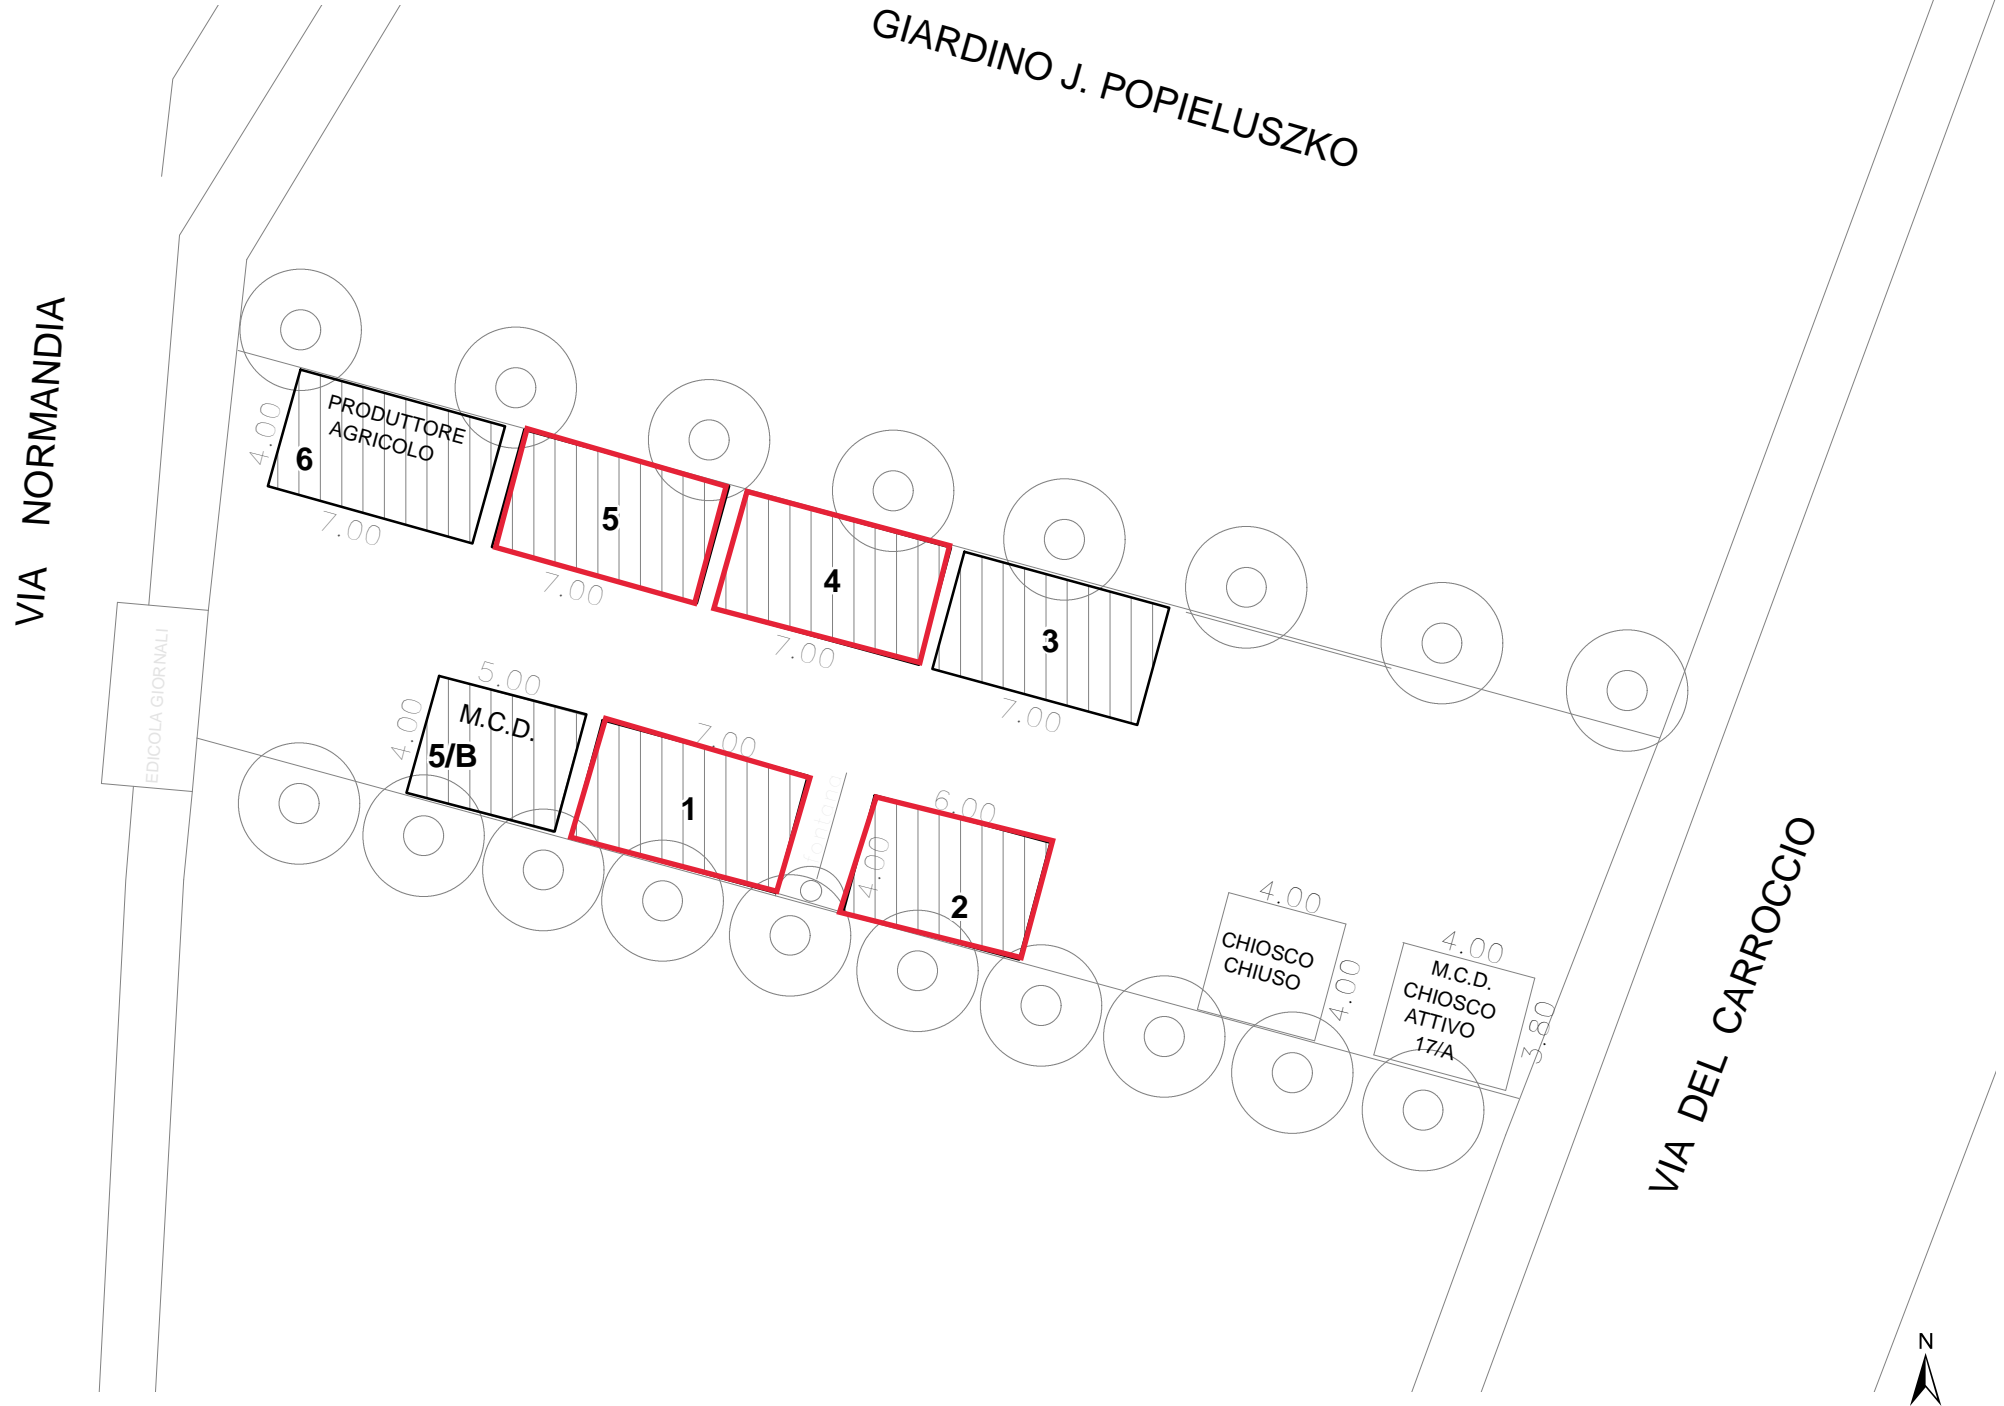 GIARDINO J. POPIELUSZKO
VIA NORMANDIA
PRODUTTORE
AGRICOLO
6
4.00
7.00
5
7.00
4
7.00
3
7.00
EDICOLA GIORNALI
5.00
M.C.D.
5/B
4.00
7.00
1
6.00
4.00
2
4.00
CHIOSCO
CHIUSO
4.00
4.00
M.C.D.
CHIOSCO
ATTIVO
17/A
3.80
VIA DEL CARROCCIO
N